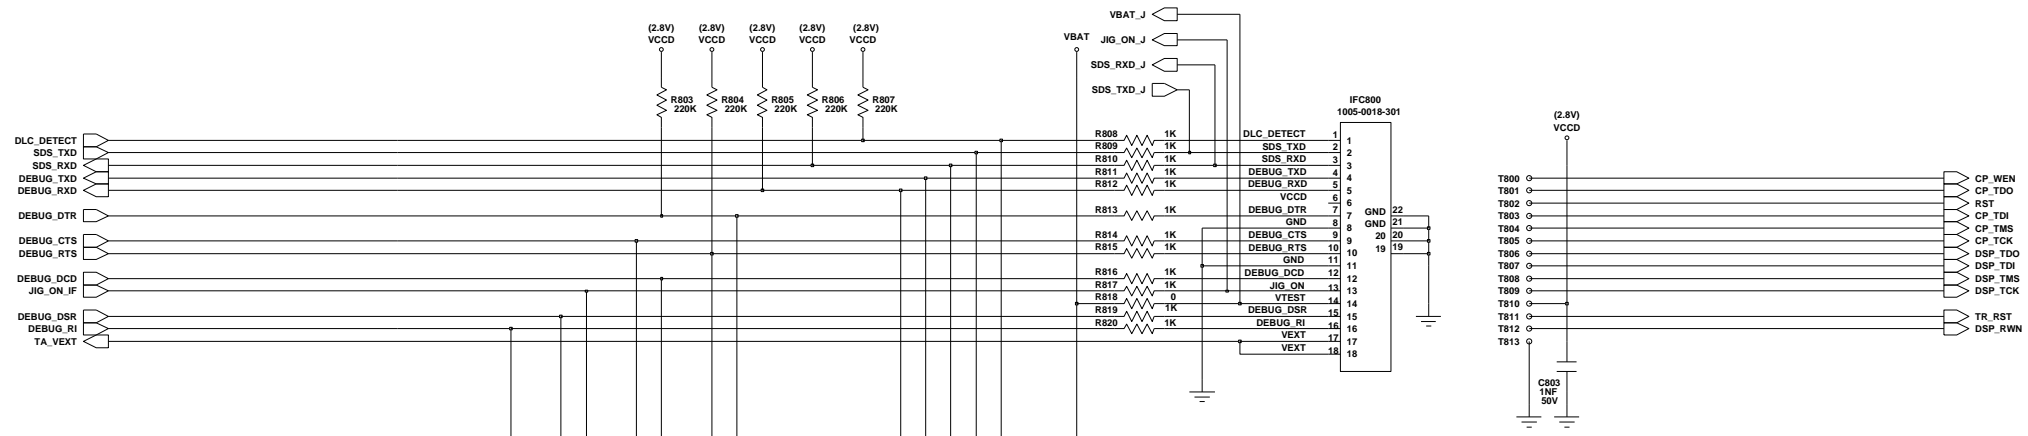 VBAT_J
JIG_ON_J
SDS_RXD_J
SDS_TXD_J
VBAT
(2.8V) (2.8V) (2.8V) (2.8V) (2.8V)
VCCD VCCD VCCD VCCD VCCD
R803 R804 R805 R806 R807
220K 220K 220K 220K 220K
IFC800
1005-0018-301
(2.8V)
VCCD
DLC_DETECT R808 1K DLC_DETECT 1 1
SDS_TXD R809 1K SDS_TXD 2 2
SDS_RXD R810 1K SDS_RXD 3 3
DEBUG_TXD R811 1K DEBUG_TXD 4 4
DEBUG_RXD R812 1K DEBUG_RXD 5 5
VCCD 6 6
DEBUG_DTR R813 1K DEBUG_DTR 7 7 GND 22
GND 8 8 GND 21
DEBUG_CTS R814 1K DEBUG_CTS 9 9 20 20
DEBUG_RTS R815 1K DEBUG_RTS 10 10 19 19
GND 11 11
DEBUG_DCD R816 1K DEBUG_DCD 12 12
JIG_ON_IF R817 1K JIG_ON 13 13
R818 0 VTEST 14 14
DEBUG_DSR R819 1K DEBUG_DSR 15 15
DEBUG_RI R820 1K DEBUG_RI 16 16
TA_VEXT VEXT 17 17
VEXT 18 18
T800 CP_WEN
T801 CP_TDO
T802 RST
T803 CP_TDI
T804 CP_TMS
T805 CP_TCK
T806 DSP_TDO
T807 DSP_TDI
T808 DSP_TMS
T809 DSP_TCK
T810
T811 TR_RST
T812 DSP_RWN
T813
C803
1NF
50V